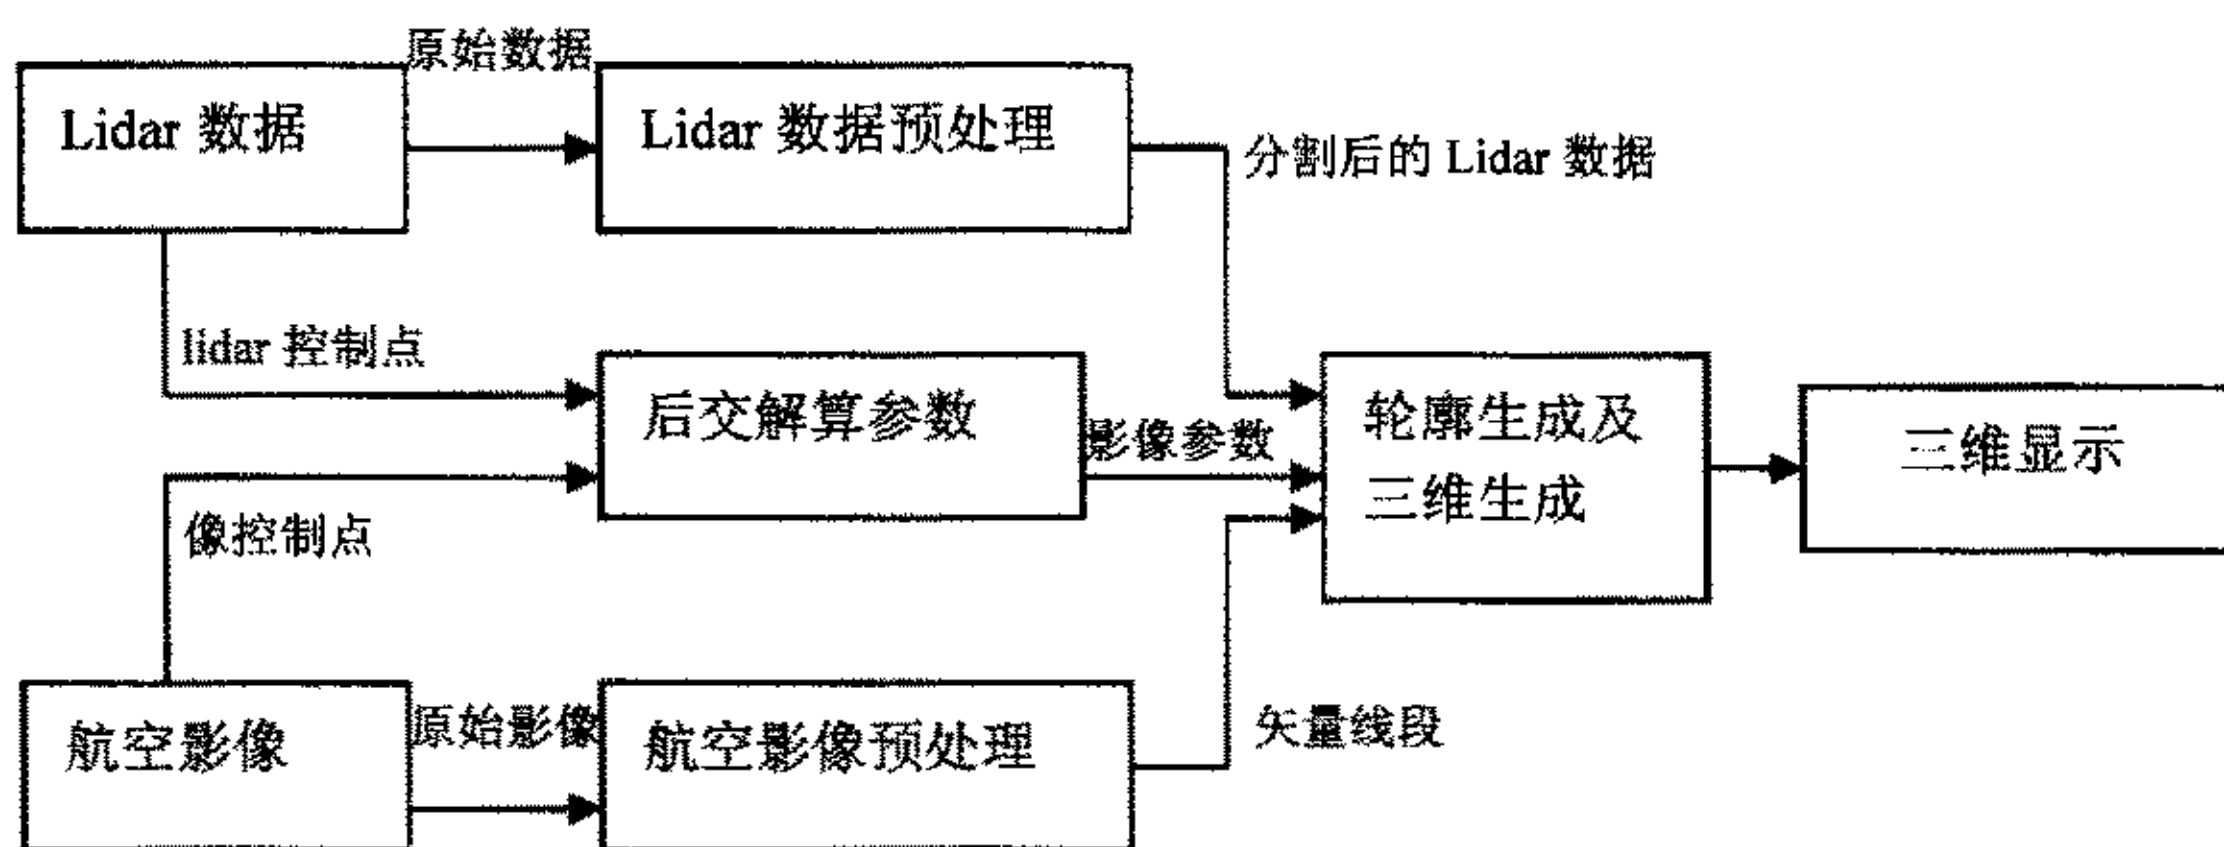 原始数据
Lidar 数据
Lidar 数据预处理
分割后的 Lidar 数据
lidar 控制点
后交解算参数
影像参数
轮廓生成及
三维生成
三维显示
像控制点
航空影像
原始影像
航空影像预处理
矢量线段